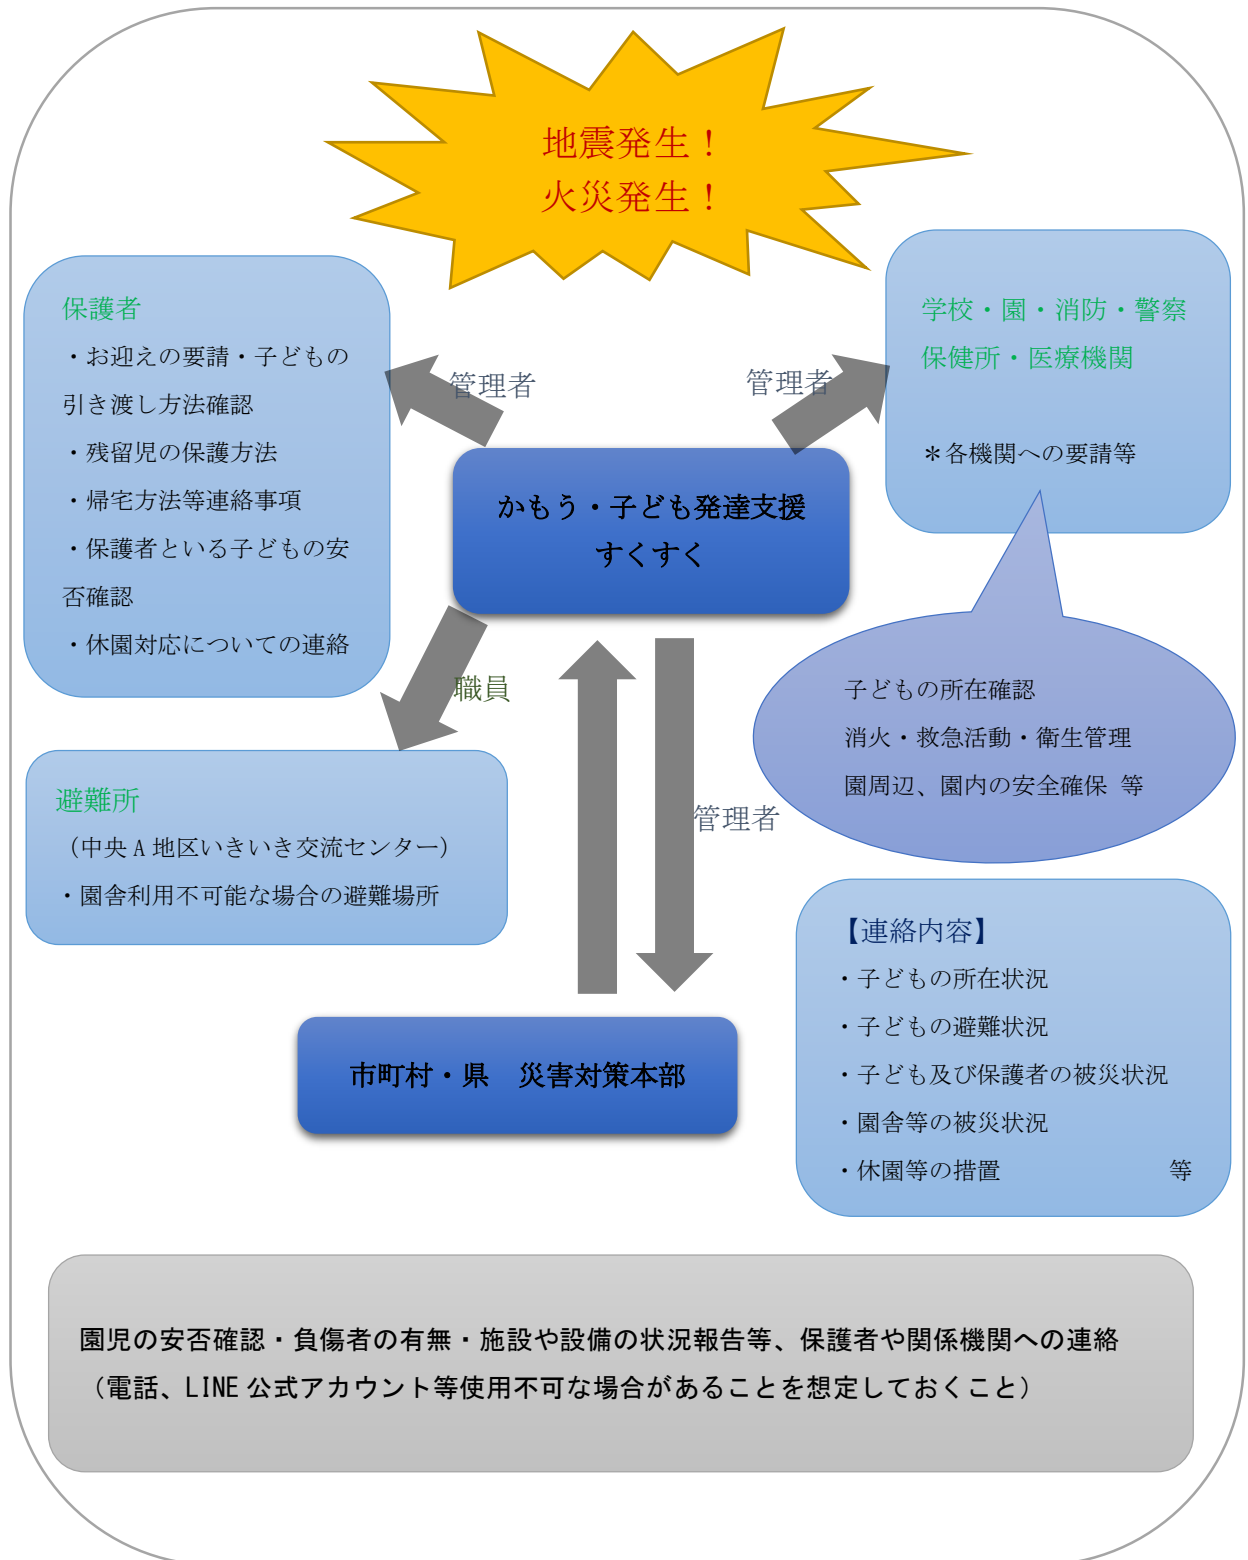 地震発生！
火災発生！
保護者
・お迎えの要請・子どもの
引き渡し方法確認
・残留児の保護方法
・帰宅方法等連絡事項
・保護者といる子どもの安
否確認
・休園対応についての連絡
管理者
管理者
学校・園・消防・警察
保健所・医療機関
＊各機関への要請等
かもう・子ども発達支援
すくすく
職員
子どもの所在確認
消火・救急活動・衛生管理
園周辺、園内の安全確保 等
避難所
（中央 A 地区いきいき交流センター）
・園舎利用不可能な場合の避難場所
管理者
【連絡内容】
・子どもの所在状況
・子どもの避難状況
・子ども及び保護者の被災状況
・園舎等の被災状況
・休園等の措置　　　　　　　等
市町村・県　災害対策本部
園児の安否確認・負傷者の有無・施設や設備の状況報告等、保護者や関係機関への連絡
（電話、LINE 公式アカウント等使用不可な場合があることを想定しておくこと）